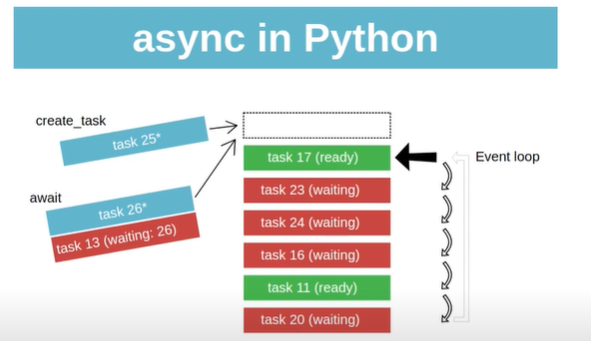 async in Python
create_task
task 25*
await
task 26*
task 13 (waiting: 26)
task 17 (ready)
task 23 (waiting)
task 24 (waiting)
task 16 (waiting)
task 11 (ready)
task 20 (waiting)
Event loop